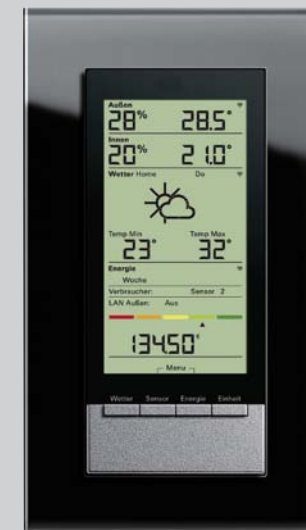 Außen
28% 28.5°
Innen
20% 21.0°
Wetter Home Do
Temp Min Temp Max
23° 32°
Energie
Woche
Verbraucher: Sensor 2
LAN Außen: Aus
134.50€
Menu
Wetter Sensor Energie Einheit